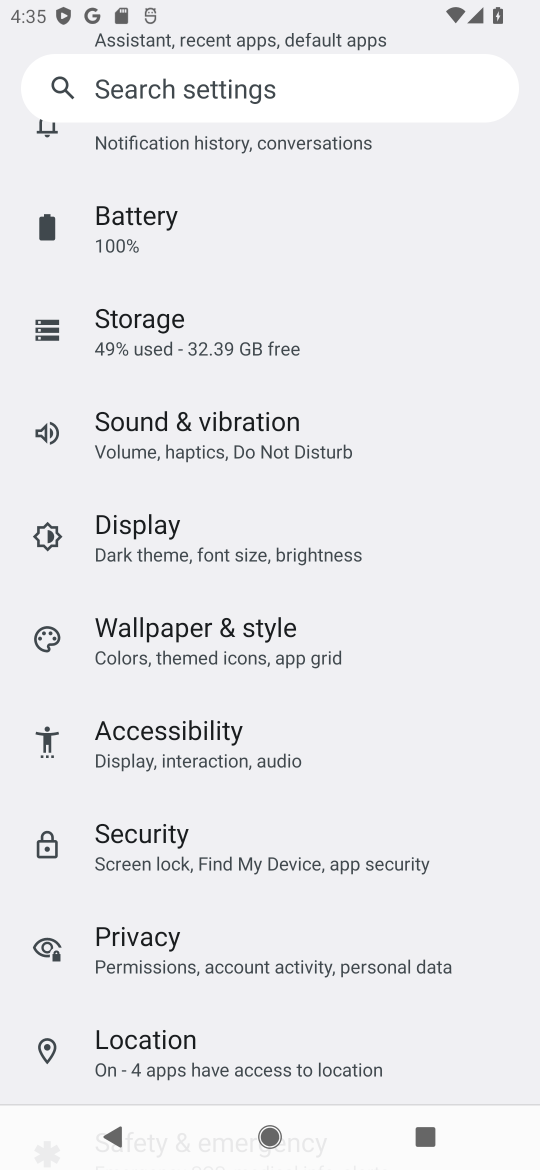 4:35
Assistant, recent apps, default apps
Search settings
Notification history, conversations
Battery
100%
Storage
49% used - 32.39 GB free
Sound & vibration
Volume, haptics, Do Not Disturb
Display
Dark theme, font size, brightness
Wallpaper & style
Colors, themed icons, app grid
Accessibility
Display, interaction, audio
Security
Screen lock, Find My Device, app security
Privacy
Permissions, account activity, personal data
Location
On - 4 apps have access to location
Safety & emergency